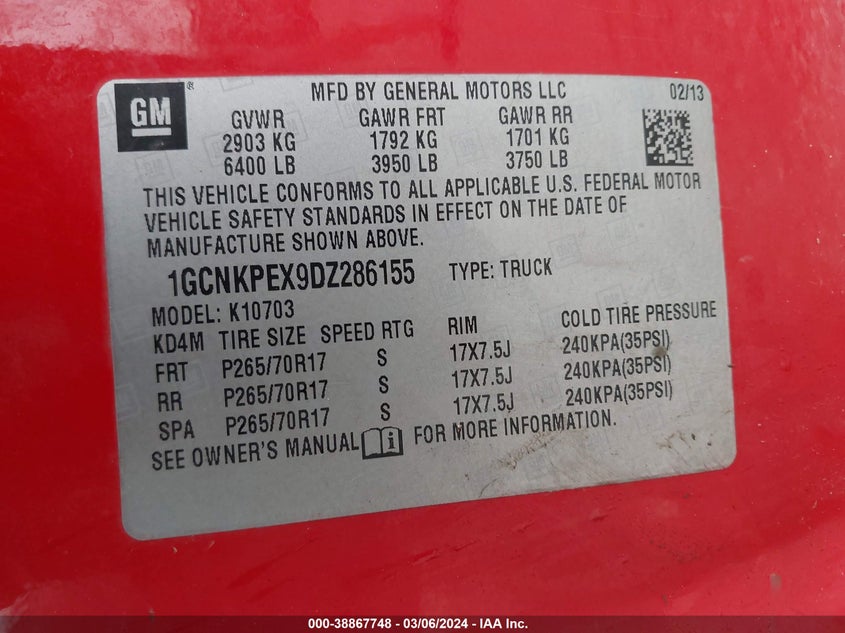 GM ® MFD BY GENERAL MOTORS LLC 02/13
GVWR GAWR FRT GAWR RR
2903 KG 1792 KG 1701 KG
6400 LB 3950 LB 3750 LB
THIS VEHICLE CONFORMS TO ALL APPLICABLE U.S. FEDERAL MOTOR
VEHICLE SAFETY STANDARDS IN EFFECT ON THE DATE OF
MANUFACTURE SHOWN ABOVE.
1GCNKPEX9DZ286155 TYPE: TRUCK
MODEL: K10703
KD4M TIRE SIZE SPEED RTG RIM COLD TIRE PRESSURE
FRT P265/70R17 S 17X7.5J 240KPA(35PSI)
RR P265/70R17 S 17X7.5J 240KPA(35PSI)
SPA P265/70R17 S 17X7.5J 240KPA(35PSI)
SEE OWNER'S MANUAL i FOR MORE INFORMATION.
000-38867748 - 03/06/2024 - IAA Inc.